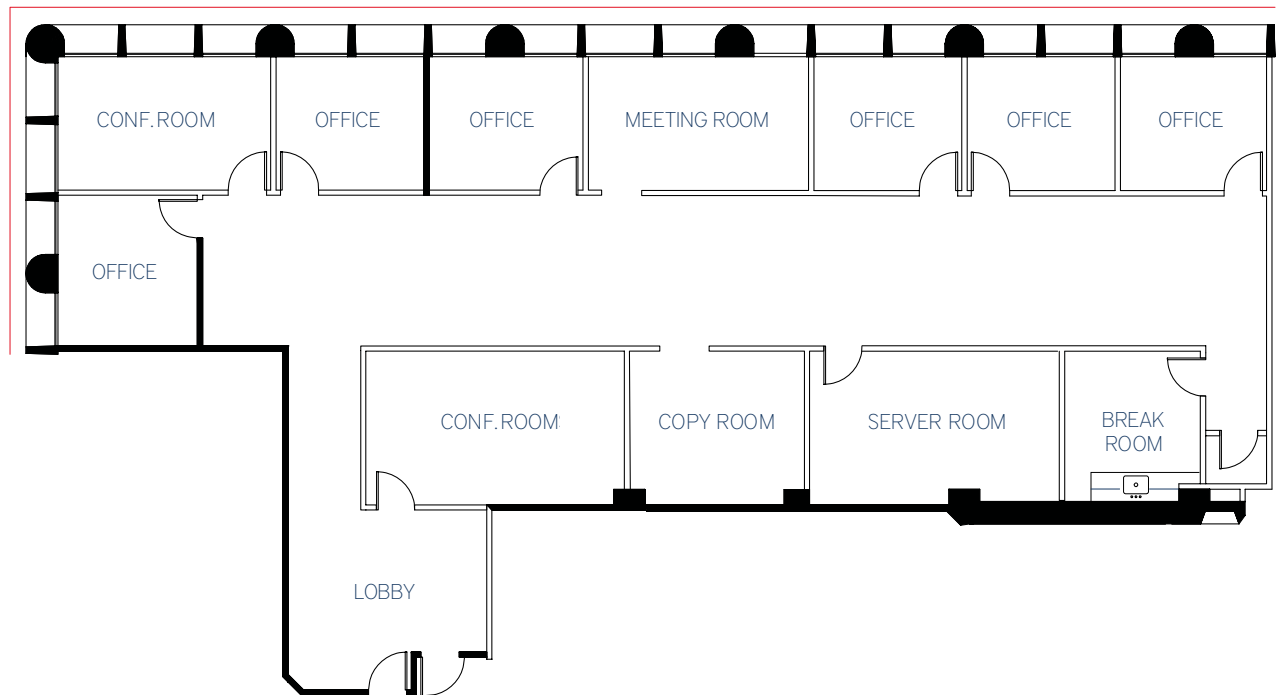 CONF.ROOM
OFFICE
OFFICE
MEETING ROOM
OFFICE
OFFICE
OFFICE
OFFICE
CONF.ROOM
COPY ROOM
SERVER ROOM
BREAK
ROOM
LOBBY